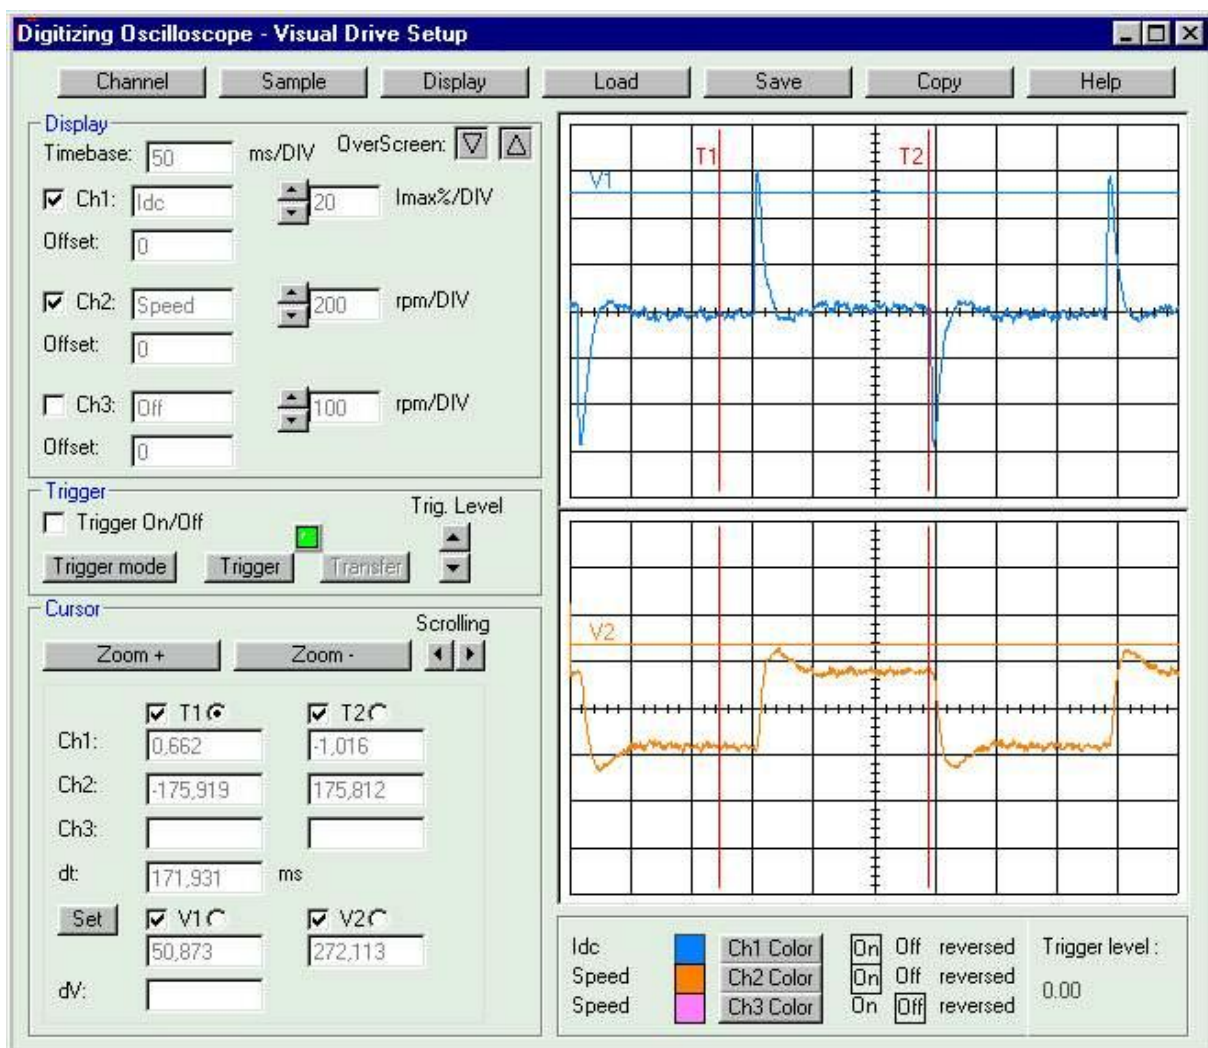 Digitizing Oscilloscope - Visual Drive Setup
Channel Sample Display Load Save Copy Help
Display
Timebase: 50 ms/DIV OverScreen:
Ch1: Idc 20 Imax%/DIV
Offset: 0
Ch2: Speed 200 rpm/DIV
Offset: 0
Ch3: Off 100 rpm/DIV
Offset: 0
Trigger
Trigger On/Off Trig. Level
Trigger mode Trigger Transfer
Cursor
Scrolling
Zoom + Zoom -
T1 T2
Ch1: 0,662 -1,016
Ch2: -175,919 175,812
Ch3:
dt: 171,931 ms
Set V1 V2
50,873 272,113
dV:
T1 T2
V1
V2
Idc Ch1 Color On Off reversed
Speed Ch2 Color On Off reversed
Speed Ch3 Color On Off reversed
Trigger level :
0.00